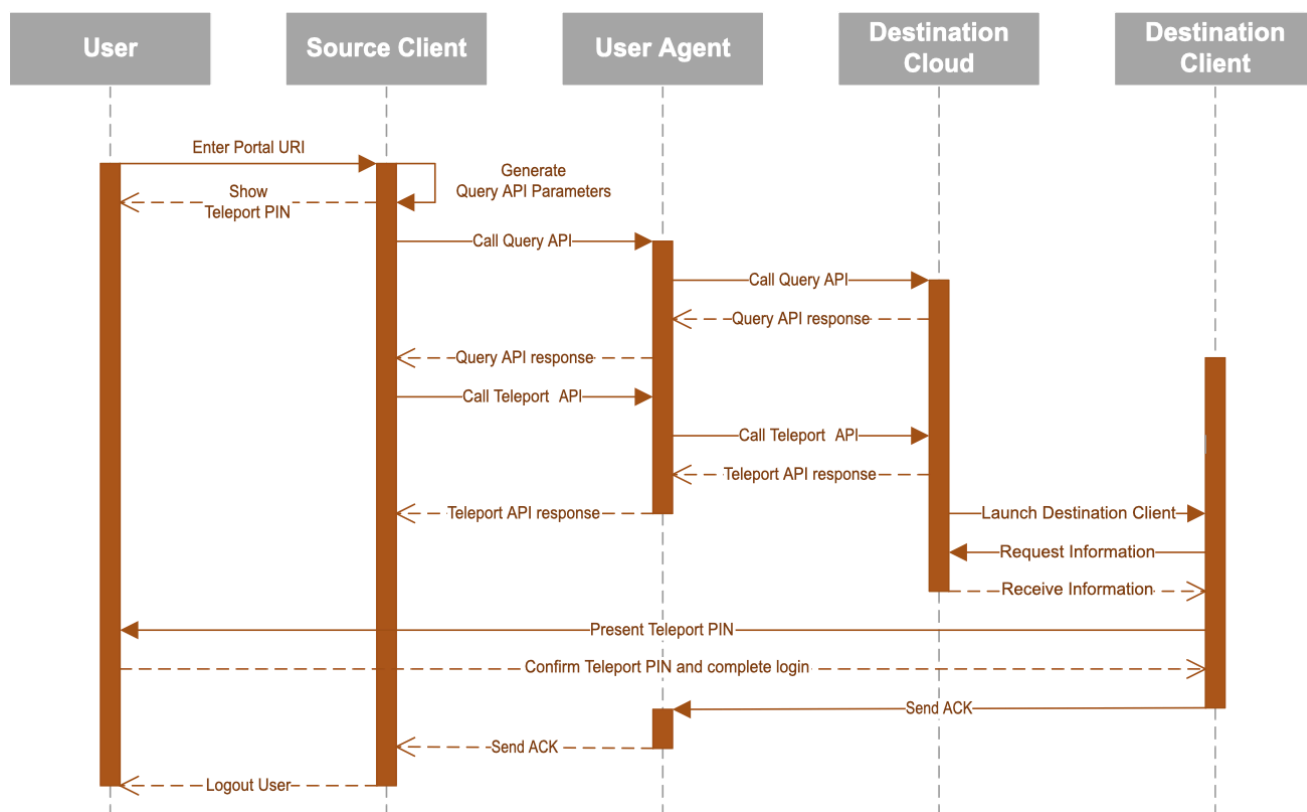 User
Source Client
User Agent
Destination
Cloud
Destination
Client
Enter Portal URI
Generate
Query API Parameters
Show
Teleport PIN
Call Query API
Call Query API
Query API response
Query API response
Call Teleport API
Call Teleport API
Teleport API response
Teleport API response
Launch Destination Client
Request Information
Receive Information
Present Teleport PIN
Confirm Teleport PIN and complete login
Send ACK
Send ACK
Logout User